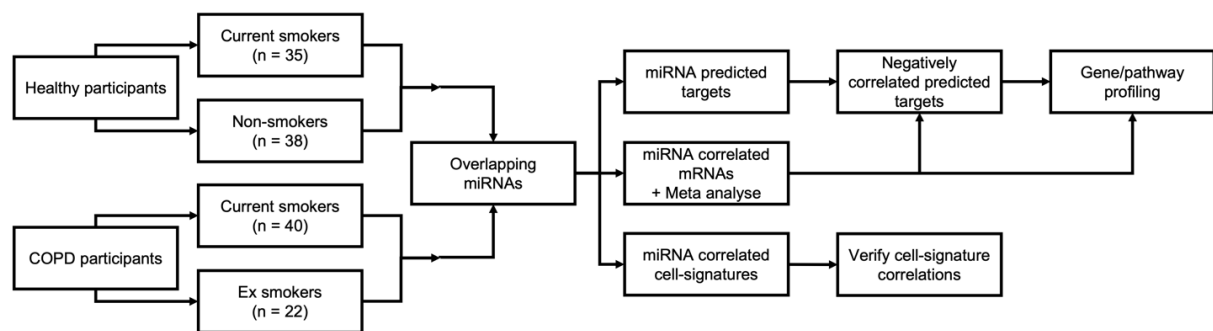 Healthy participants
Current smokers
(n = 35)
Non-smokers
(n = 38)
COPD participants
Current smokers
(n = 40)
Ex smokers
(n = 22)
Overlapping
miRNAs
miRNA predicted
targets
Negatively
correlated predicted
targets
Gene/pathway
profiling
miRNA correlated
mRNAs
+ Meta analyse
miRNA correlated
cell-signatures
Verify cell-signature
correlations